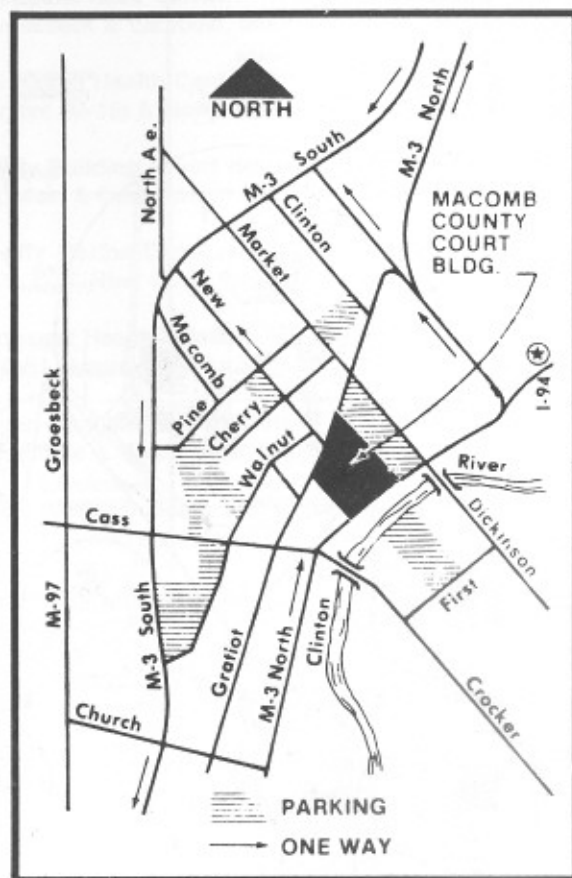 NORTH
M-3 North
North A e.
M-3 South
MACOMB
COUNTY
COURT
BLDG.
Clinton
Market
New
Macomb
Groesbeck
Pine
Cherry
Walnut
I-94
River
Cass
Dickinson
First
M-97
M-3 South
Gratiot
M-3 North
Clinton
Crocker
Church
PARKING
ONE WAY